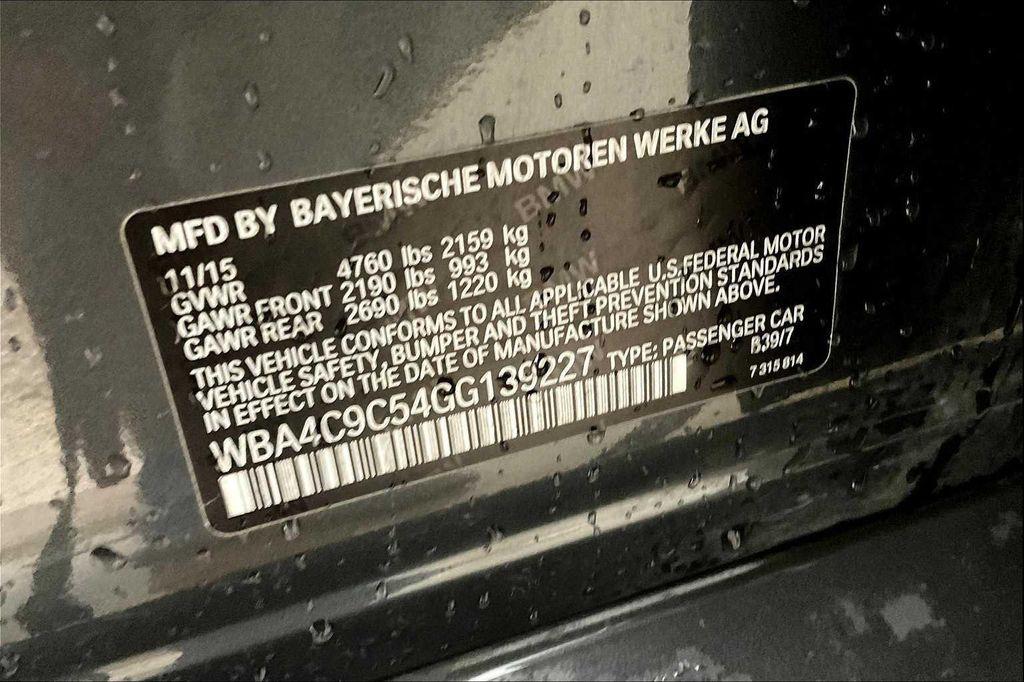 MFD BY BAYERISCHE MOTOREN WERKE AG
11/15
GVWR 4760 lbs 2159 kg
GAWR FRONT 2190 lbs 993 kg
GAWR REAR 2690 lbs 1220 kg
THIS VEHICLE CONFORMS TO ALL APPLICABLE U.S.FEDERAL MOTOR
VEHICLE SAFETY, BUMPER AND THEFT PREVENTION STANDARDS
IN EFFECT ON THE DATE OF MANUFACTURE SHOWN ABOVE.
WBA4C9C54GG139227 TYPE: PASSENGER CAR
B39/7
7 315 814
BMW